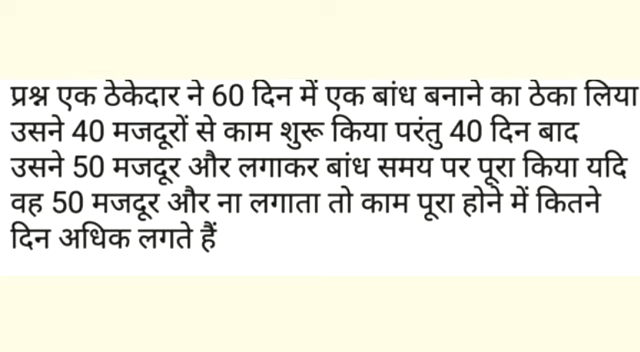 प्रश्न एक ठेकेदार ने 60 दिन में एक बांध बनाने का ठेका लिया
उसने 40 मजदूरों से काम शुरू किया परंतु 40 दिन बाद
उसने 50 मजदूर और लगाकर बांध समय पर पूरा किया यदि
वह 50 मजदूर और ना लगाता तो काम पूरा होने में कितने
दिन अधिक लगते हैं